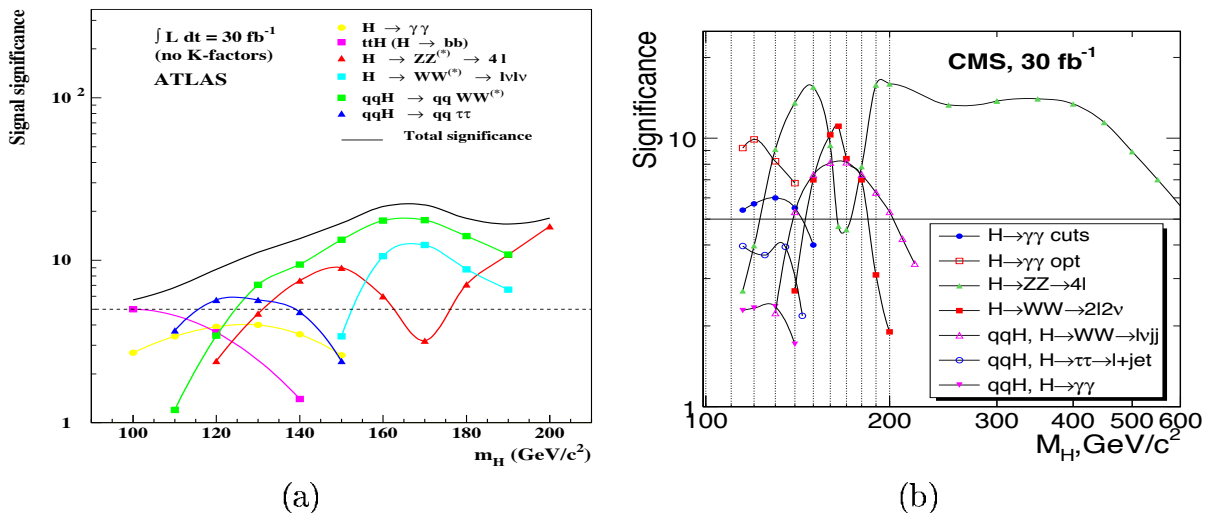 ∫ L dt = 30 fb⁻¹
(no K-factors)
ATLAS
H → γγ
ttH (H → bb)
H → ZZ(*) → 4l
H → WW(*) → lνlν
qqH → qq WW(*)
qqH → qq ττ
Total significance
Signal significance
10²
10
1
100 120 140 160 180 200
m_H (GeV/c²)
(a)
CMS, 30 fb⁻¹
Significance
10
1
H→γγ cuts
H→γγ opt
H→ZZ→4l
H→WW→2l2ν
qqH, H→WW→lνjj
qqH, H→ττ→l+jet
qqH, H→γγ
100 200 300 400 500 600
M_H,GeV/c²
(b)